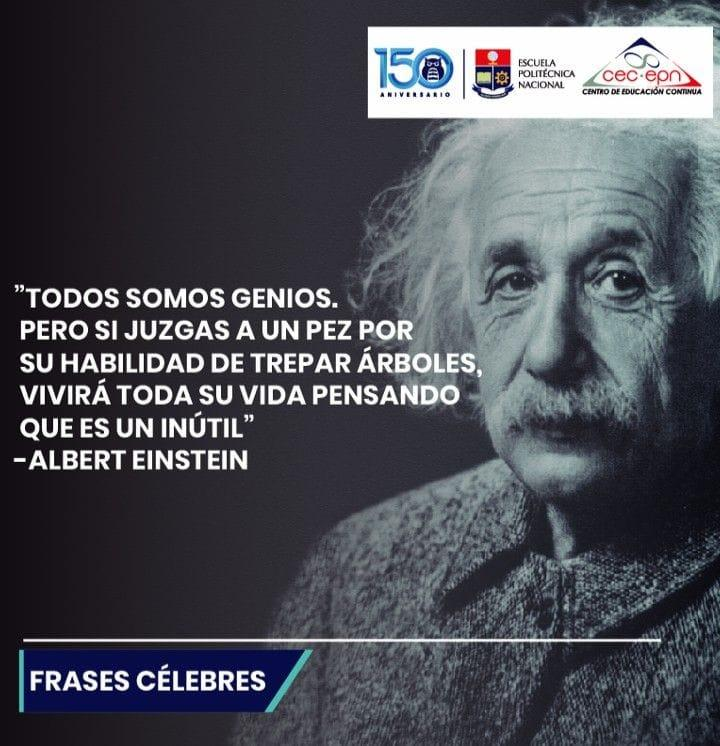 150
ANIVERSARIO
ESCUELA
POLITÉCNICA
NACIONAL
cec-epn
CENTRO DE EDUCACIÓN CONTINUA
”TODOS SOMOS GENIOS.
PERO SI JUZGAS A UN PEZ POR
SU HABILIDAD DE TREPAR ÁRBOLES,
VIVIRÁ TODA SU VIDA PENSANDO
QUE ES UN INÚTIL”
-ALBERT EINSTEIN
FRASES CÉLEBRES